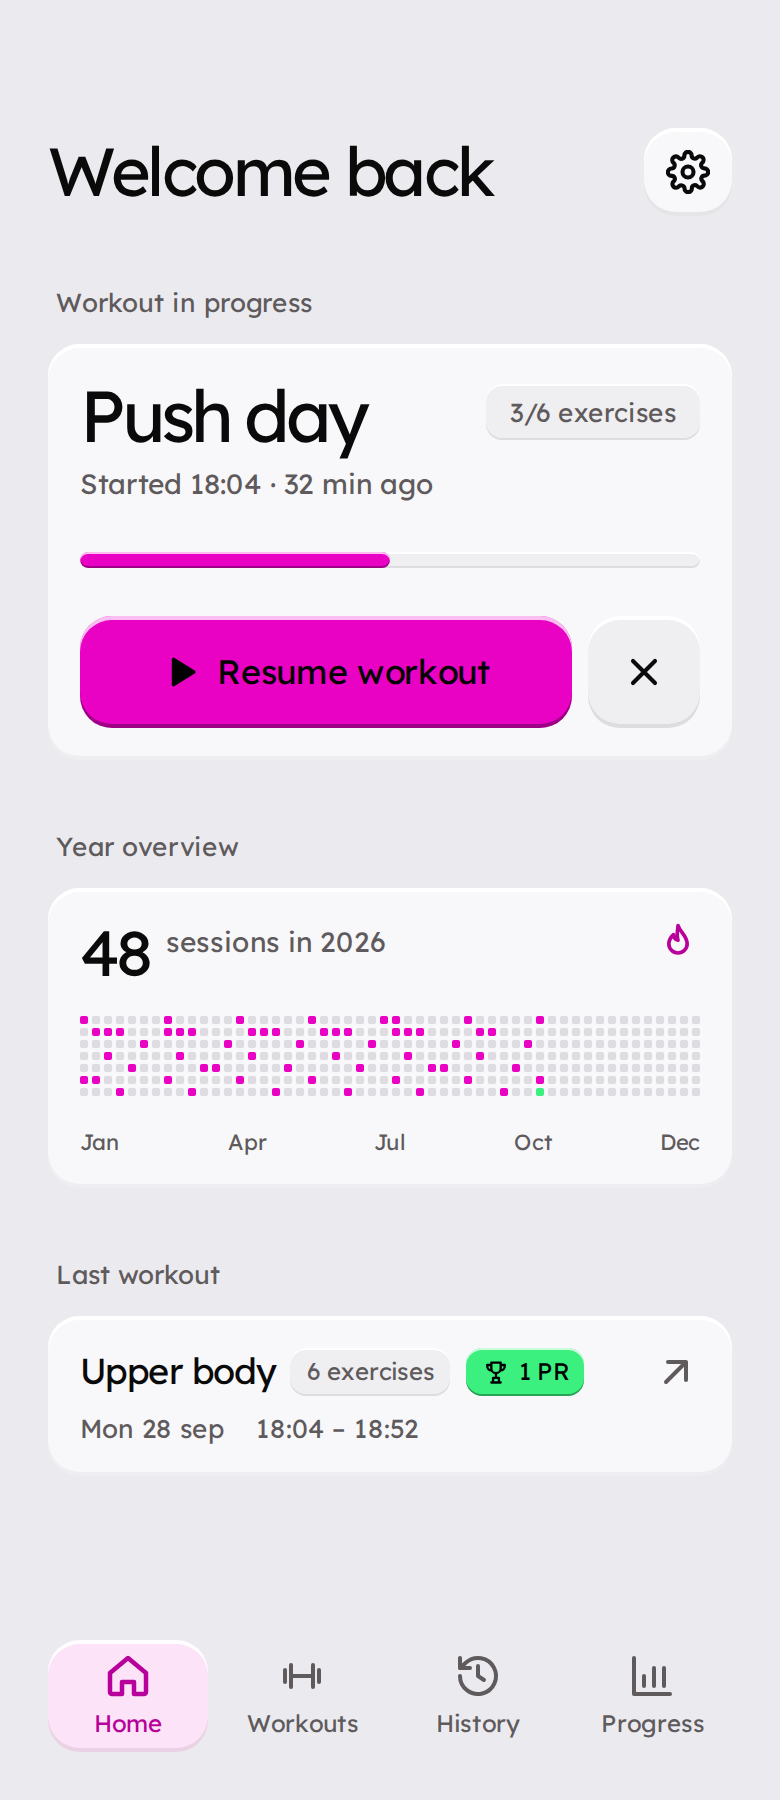 Welcome back
Workout in progress
Push day
3/6 exercises
Started 18:04 · 32 min ago
Resume workout
Year overview
48 sessions in 2026
Jan Apr Jul Oct Dec
Last workout
Upper body 6 exercises 1 PR
Mon 28 sep 18:04 – 18:52
Home Workouts History Progress